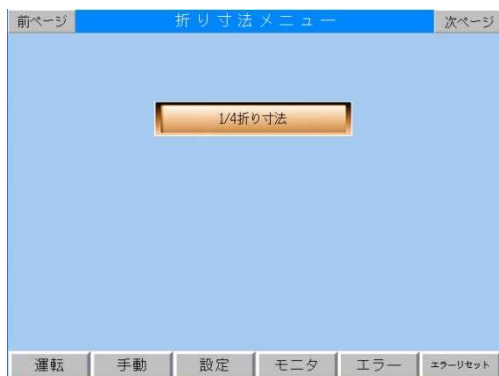 前ページ 折り寸法メニュー 次ページ
1/4折り寸法
運転 手動 設定 モニタ エラー エラーリセット